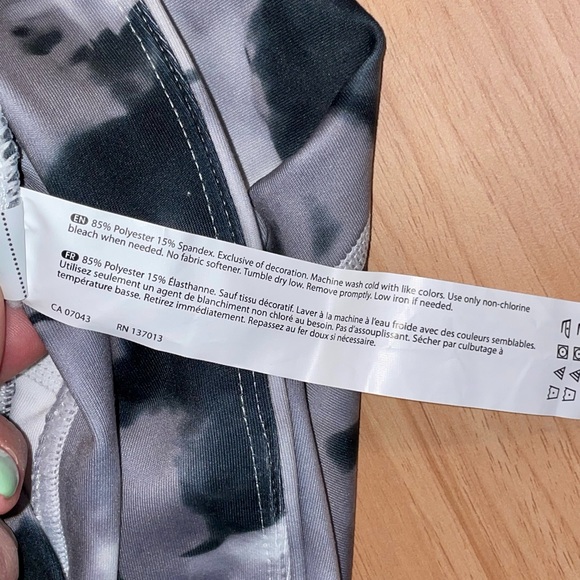 EN 85% Polyester 15% Spandex. Exclusive of decoration. Machine wash cold with like colors. Use only non-chlorine
bleach when needed. No fabric softener. Tumble dry low. Remove promptly. Low iron if needed.
FR 85% Polyester 15% Élasthanne. Sauf tissu décoratif. Laver à la machine à l'eau froide avec des couleurs semblables.
Utilisez seulement un agent de blanchiment non chloré au besoin. Pas d'assouplissant. Sécher par culbutage à
température basse. Retirez immédiatement. Repassez au fer doux si nécessaire.
CA 07043 RN 137013